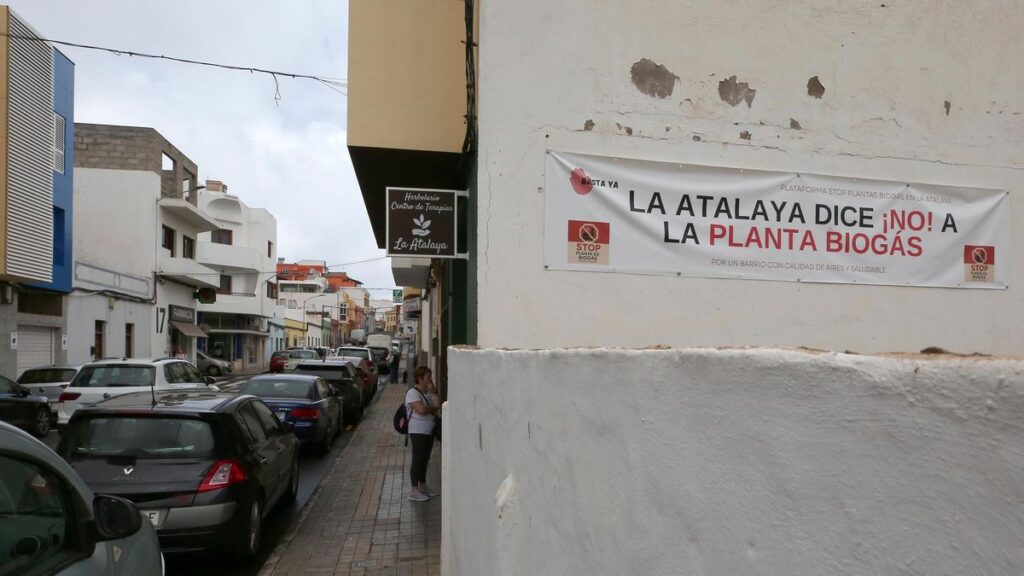 Herbolario
Centro de Terapias
La Atalaya
FARMACIA
17
BASTA YA
PLATAFORMA STOP PLANTAS BIOGÁS EN LA ATALAYA
LA ATALAYA DICE ¡NO! A
LA PLANTA BIOGÁS
POR UN BARRIO CON CALIDAD DE AIRES Y SALUDABLE
STOP
PLANTA DE
BIOGÁS
STOP
PLANTA DE
BIOGÁS